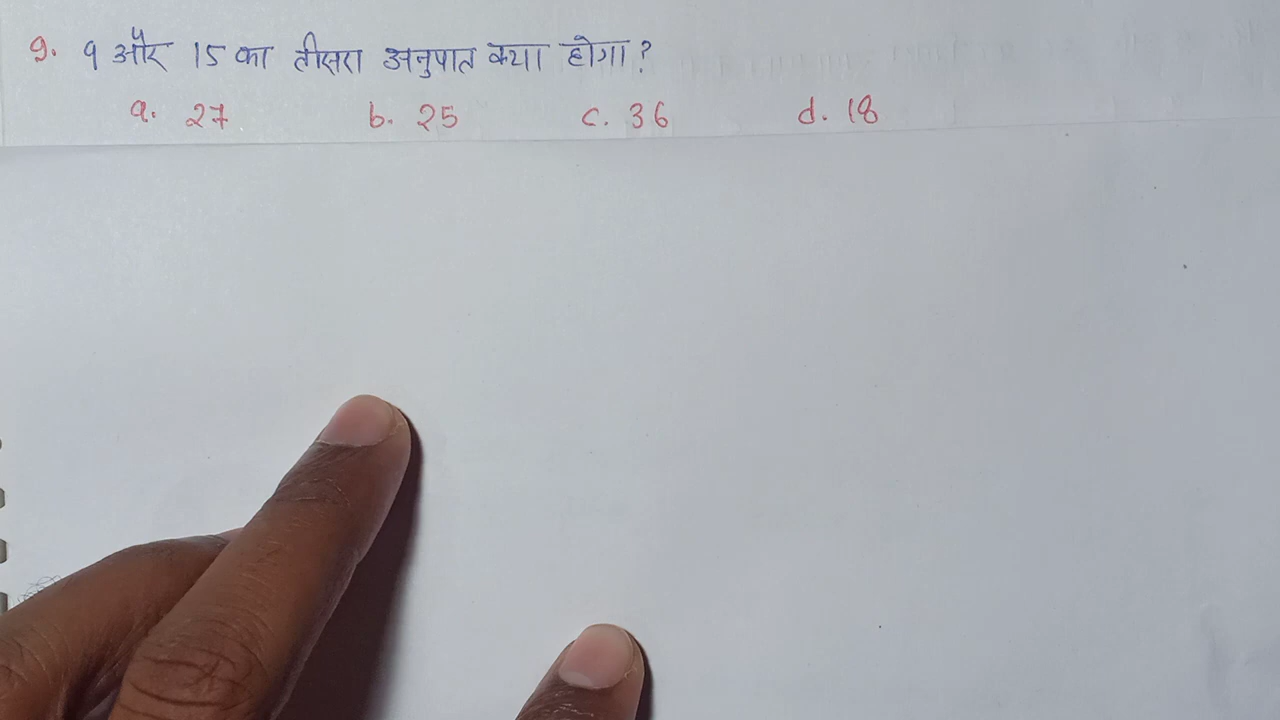 9. 9 और 15 का तीसरा अनुपात क्या होगा?
a. 27 b. 25 c. 36 d. 18